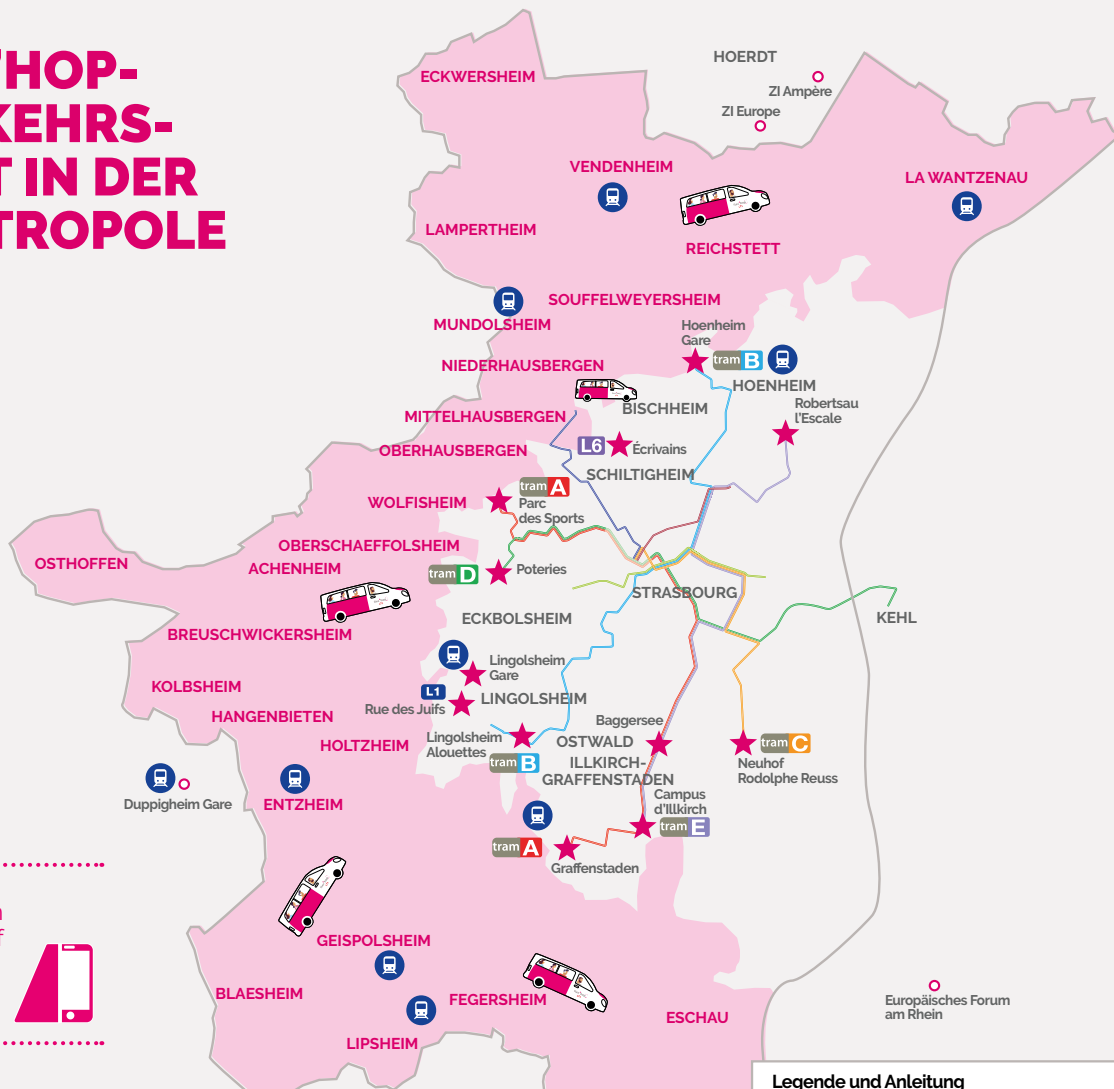 'HOP-
KEHRS-
T IN DER
TROPOLE
ECKWERSHEIM
HOERDT
ZI Ampère
ZI Europe
VENDENHEIM
LA WANTZENAU
LAMPERTHEIM
REICHSTETT
SOUFFELWEYERSHEIM
MUNDOLSHEIM
Hoenheim
Gare
tram B
NIEDERHAUSBERGEN
HOENHEIM
BISCHHEIM
Robertsau
l'Escale
MITTELHAUSBERGEN
L6
Écrivains
OBERHAUSBERGEN
SCHILTIGHEIM
tram A
WOLFISHEIM
Parc
des Sports
OBERSCHAEFFOLSHEIM
OSTHOFFEN
ACHENHEIM
tram D
Poteries
STRASBOURG
ECKBOLSHEIM
KEHL
BREUSCHWICKERSHEIM
Lingolsheim
Gare
KOLBSHEIM
L1
LINGOLSHEIM
Rue des Juifs
HANGENBIETEN
Baggersee
HOLTZHEIM
Lingolsheim
Alouettes
OSTWALD
tram C
tram B
ILLKIRCH-
GRAFFENSTADEN
Neuhof
Rodolphe Reuss
Duppigheim Gare
ENTZHEIM
Campus
d'Illkirch
tram E
tram A
Graffenstaden
n
f
GEISPOLSHEIM
BLAESHEIM
FEGERSHEIM
ESCHAU
Europäisches Forum
am Rhein
LIPSHEIM
Legende und Anleitung